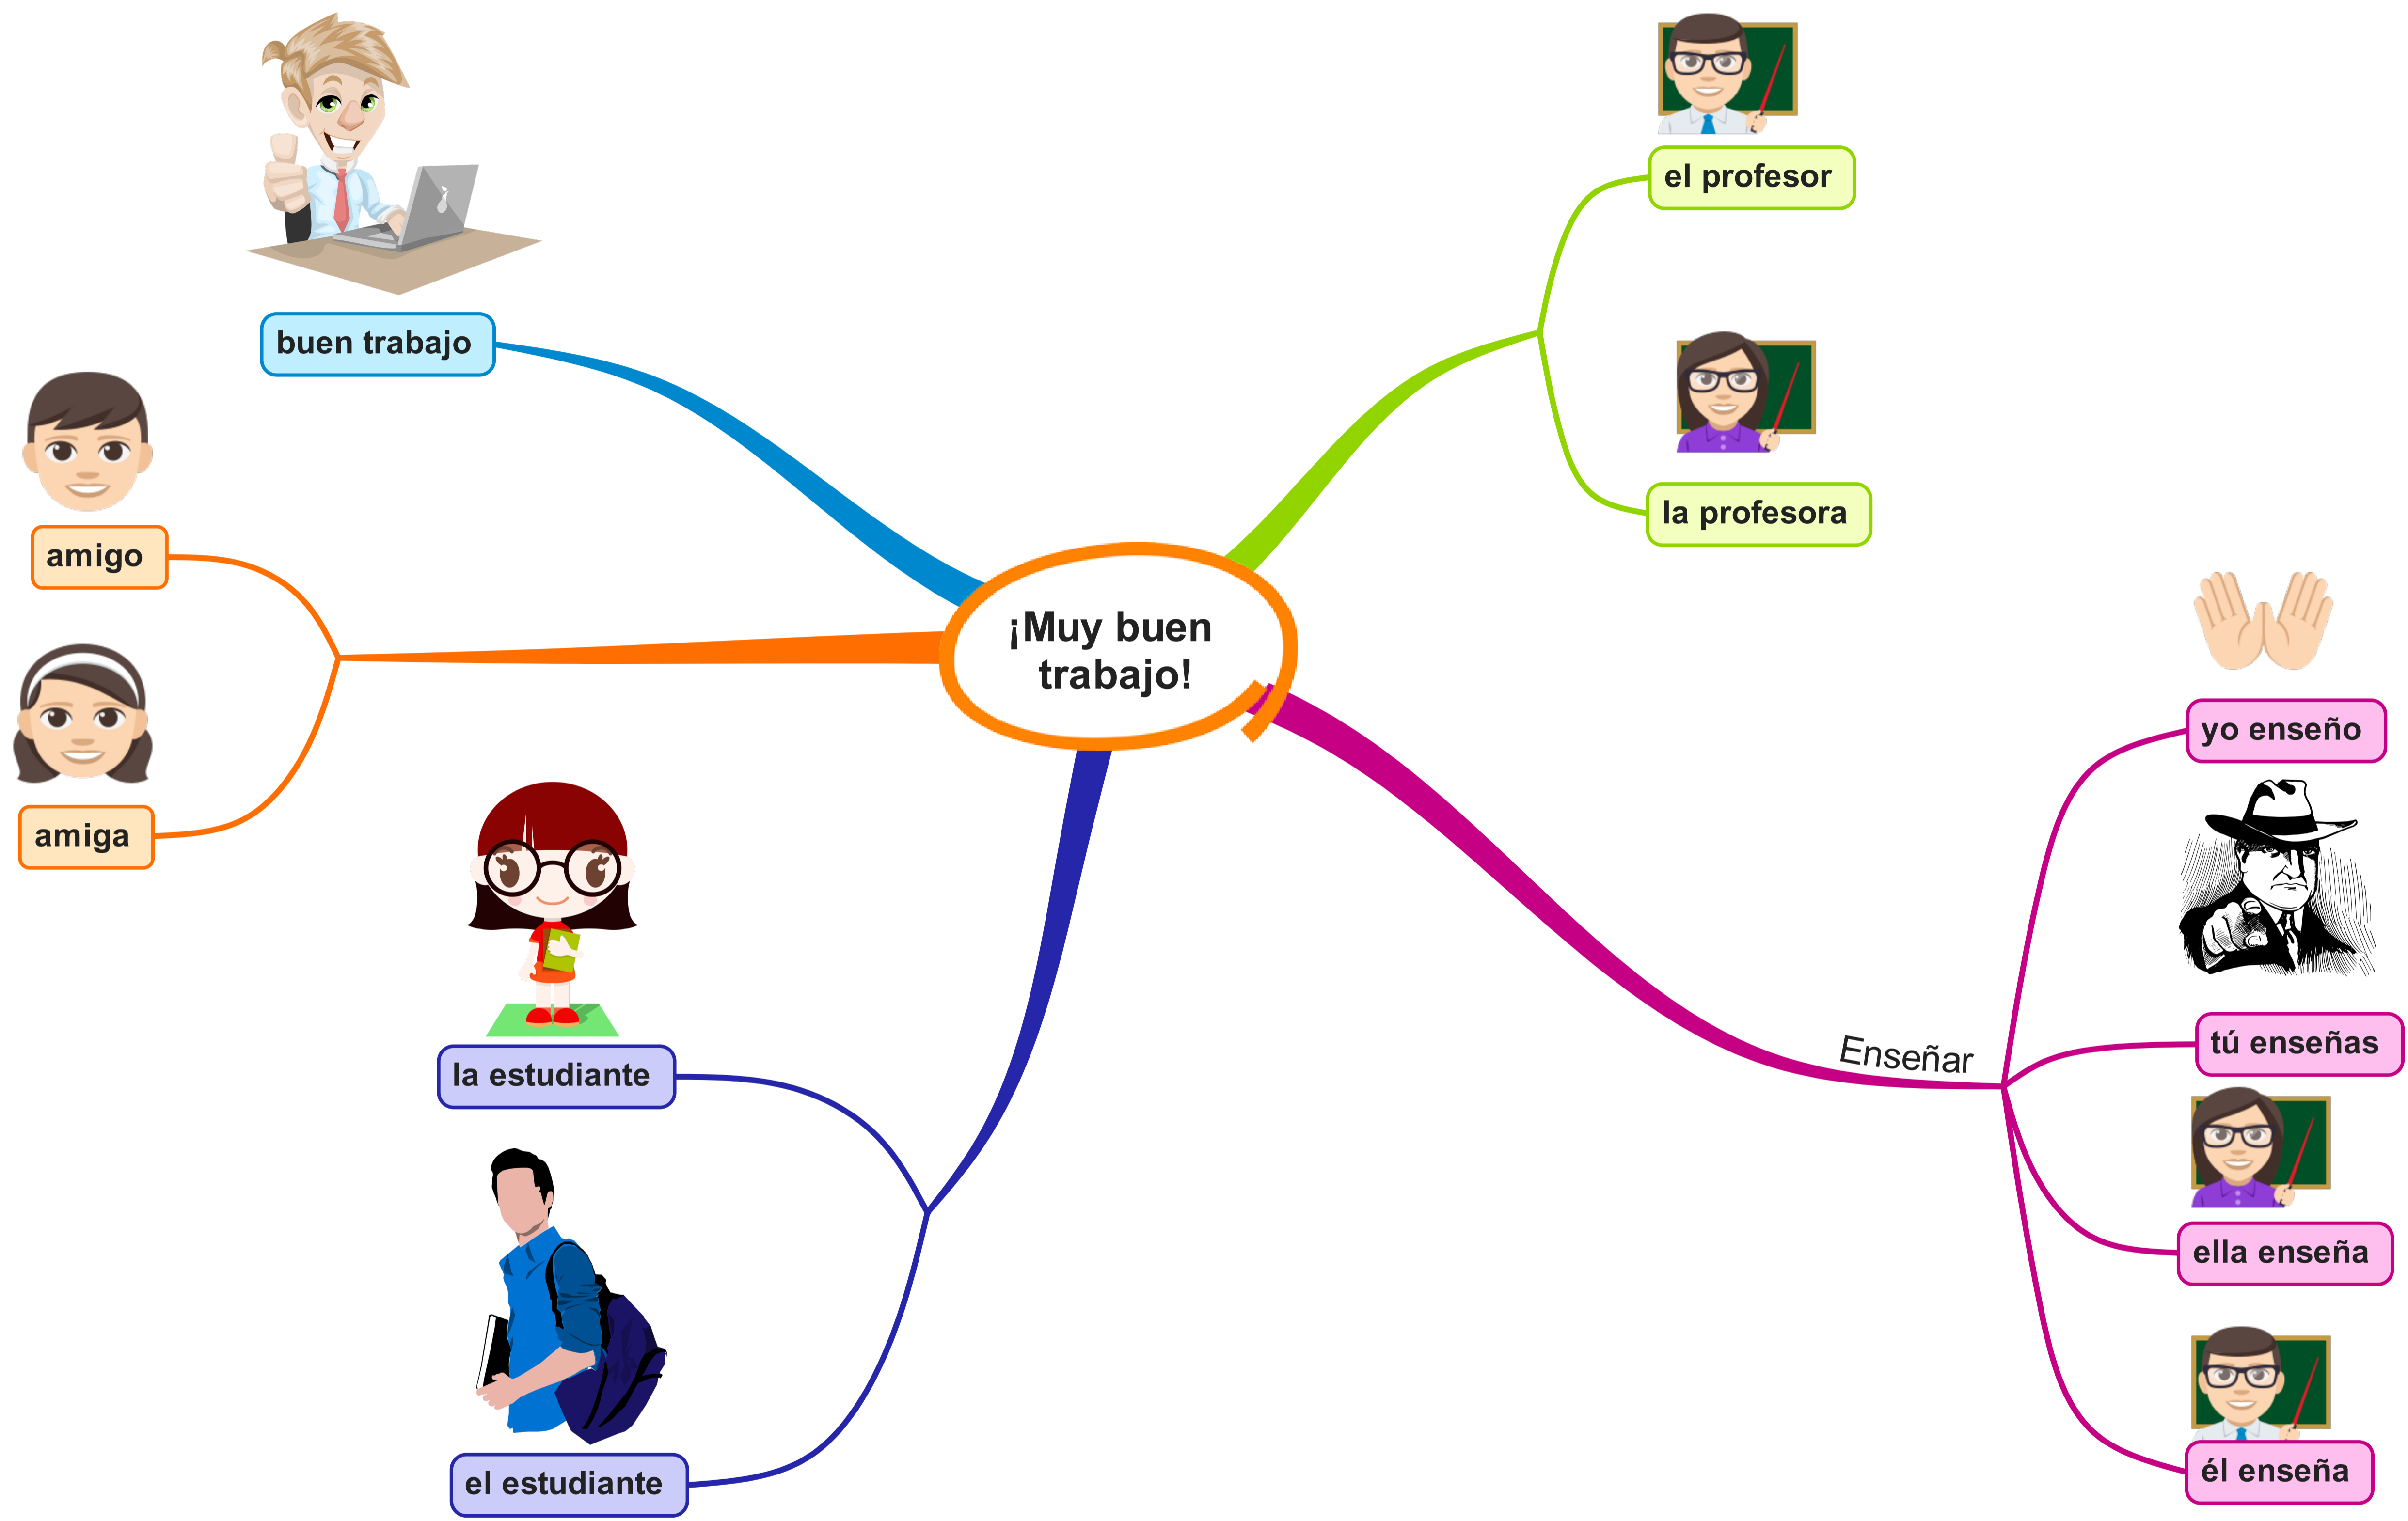 ¡Muy buen
trabajo!
buen trabajo
amigo
amiga
la estudiante
el estudiante
el profesor
la profesora
Enseñar
yo enseño
tú enseñas
ella enseña
él enseña